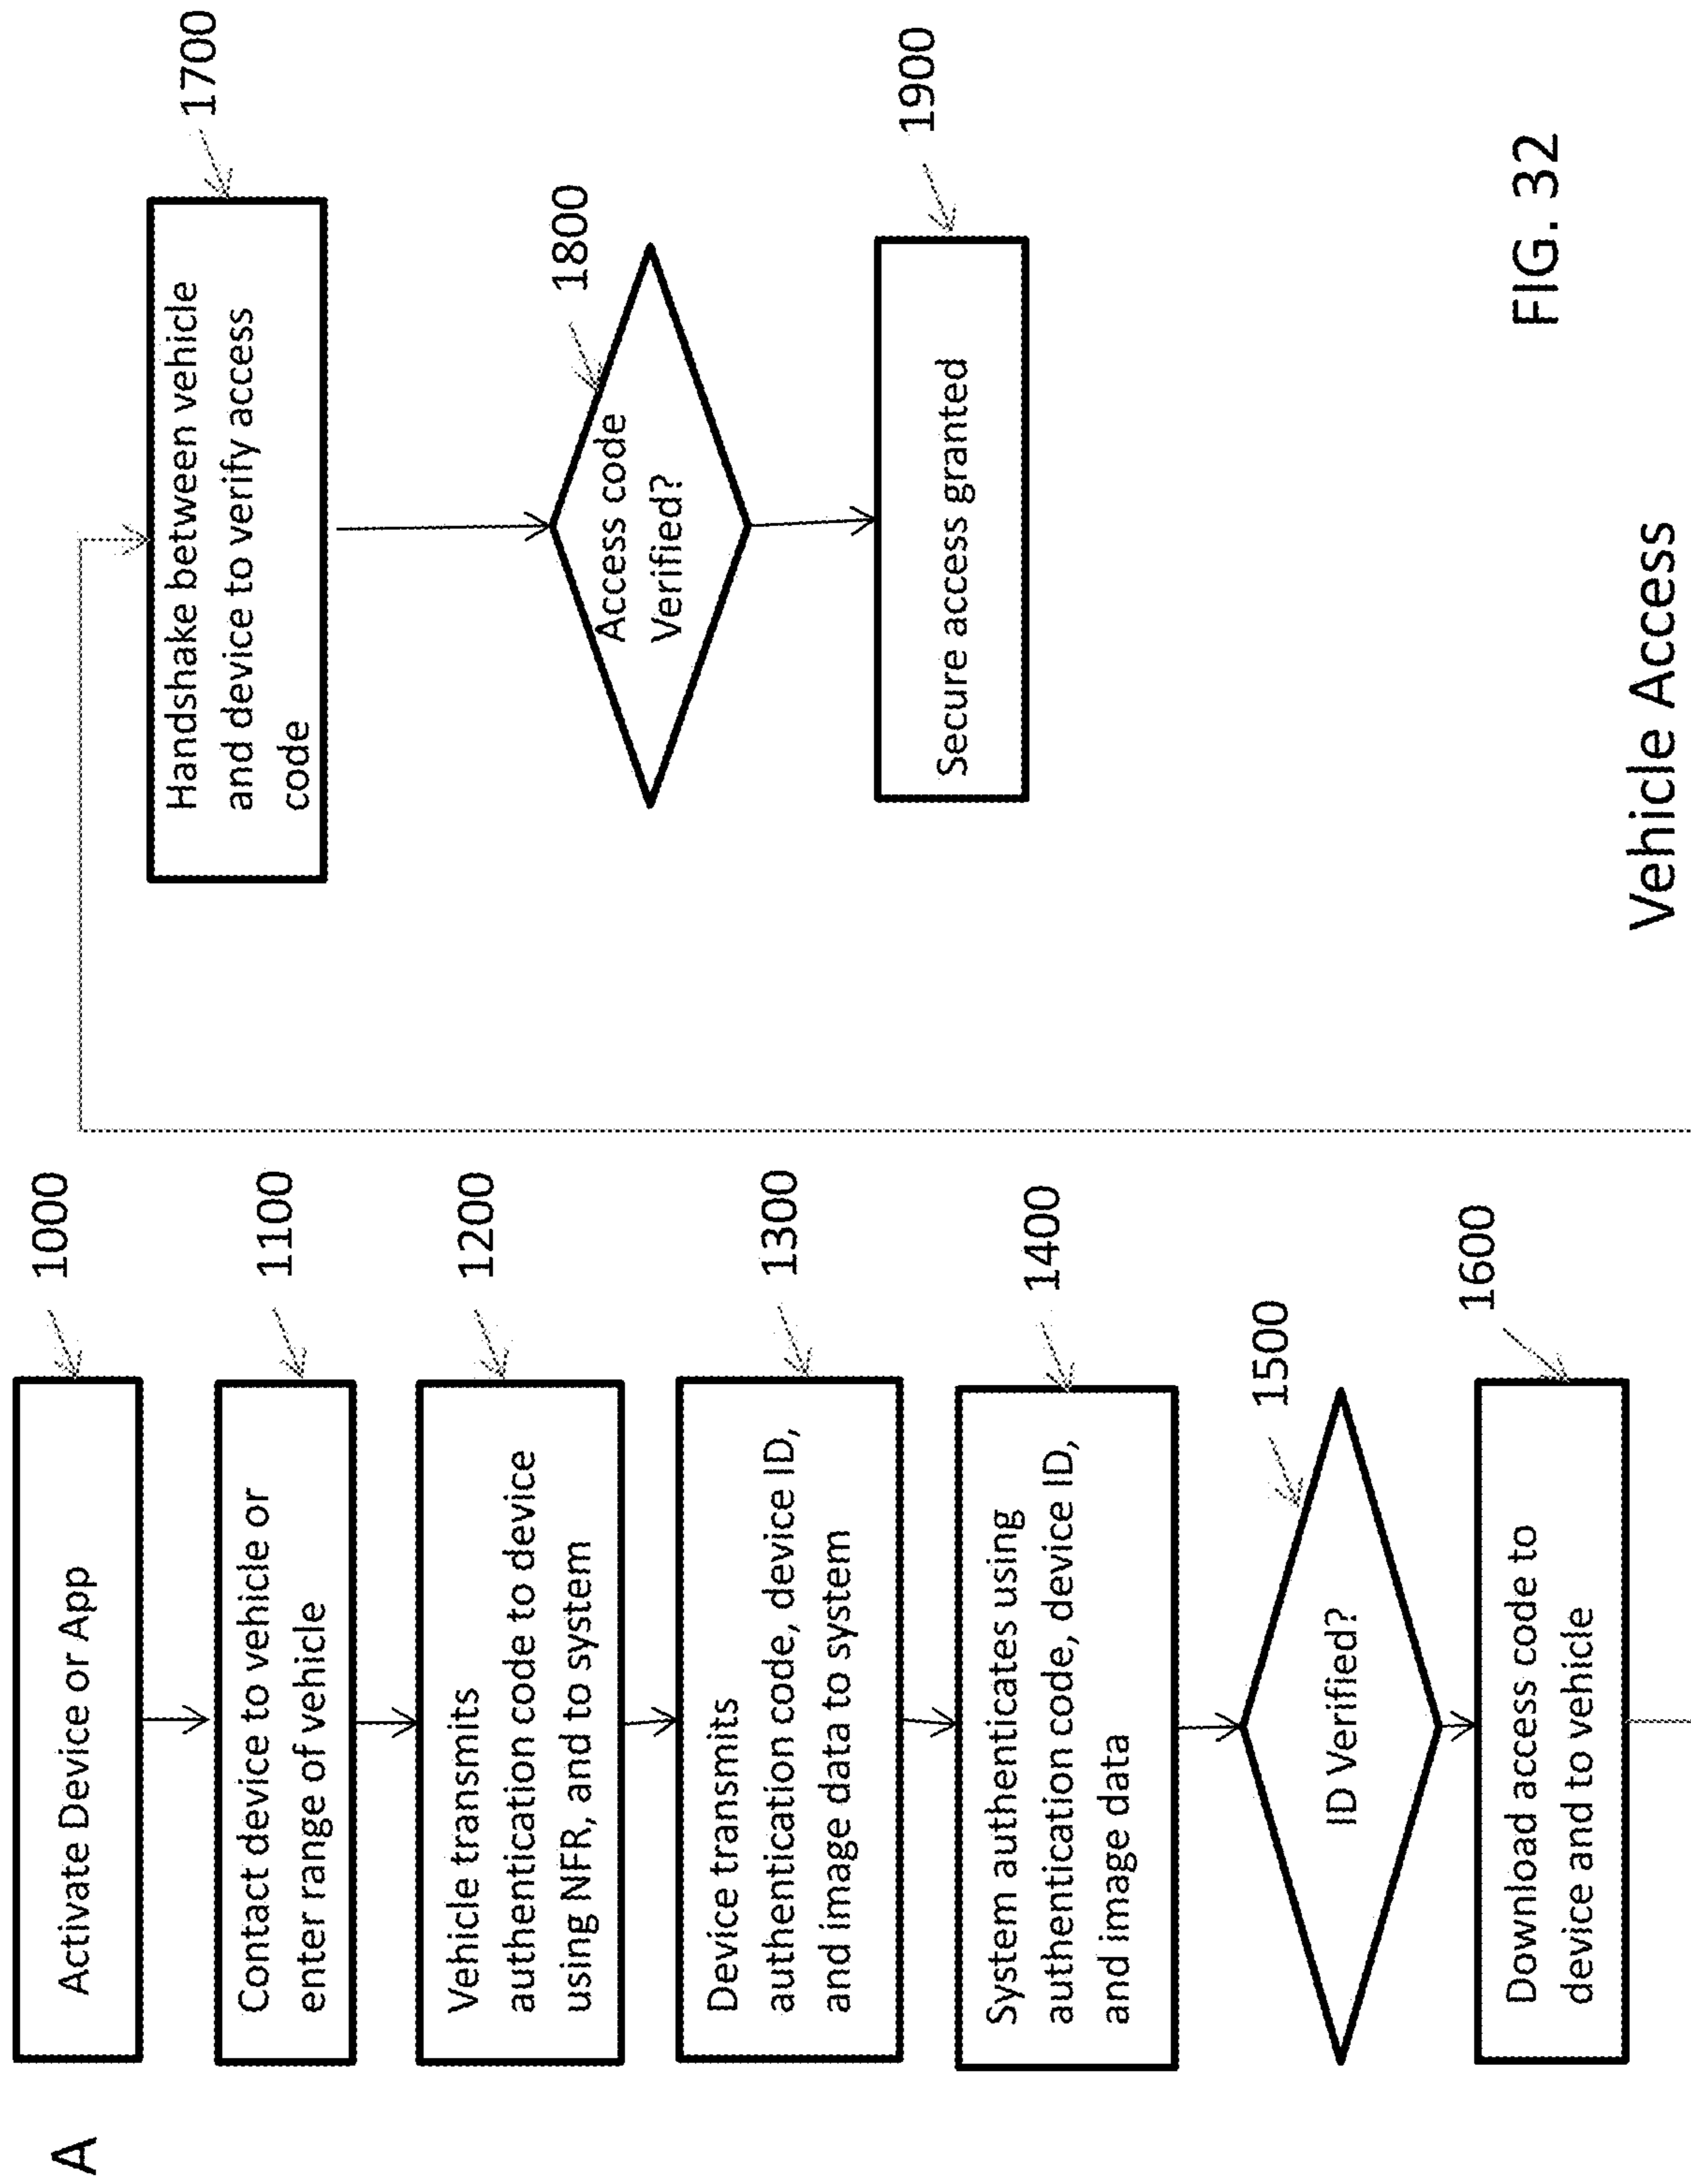 A
Activate Device or App
1000
Contact device to vehicle or
enter range of vehicle
1100
Vehicle transmits
authentication code to device
using NFR, and to system
1200
Device transmits
authentication code, device ID,
and image data to system
1300
System authenticates using
authentication code, device ID,
and image data
1400
ID Verified?
1500
Download access code to
device and to vehicle
1600
Handshake between vehicle
and device to verify access
code
1700
Access code
Verified?
1800
Secure access granted
1900
FIG. 32
Vehicle Access